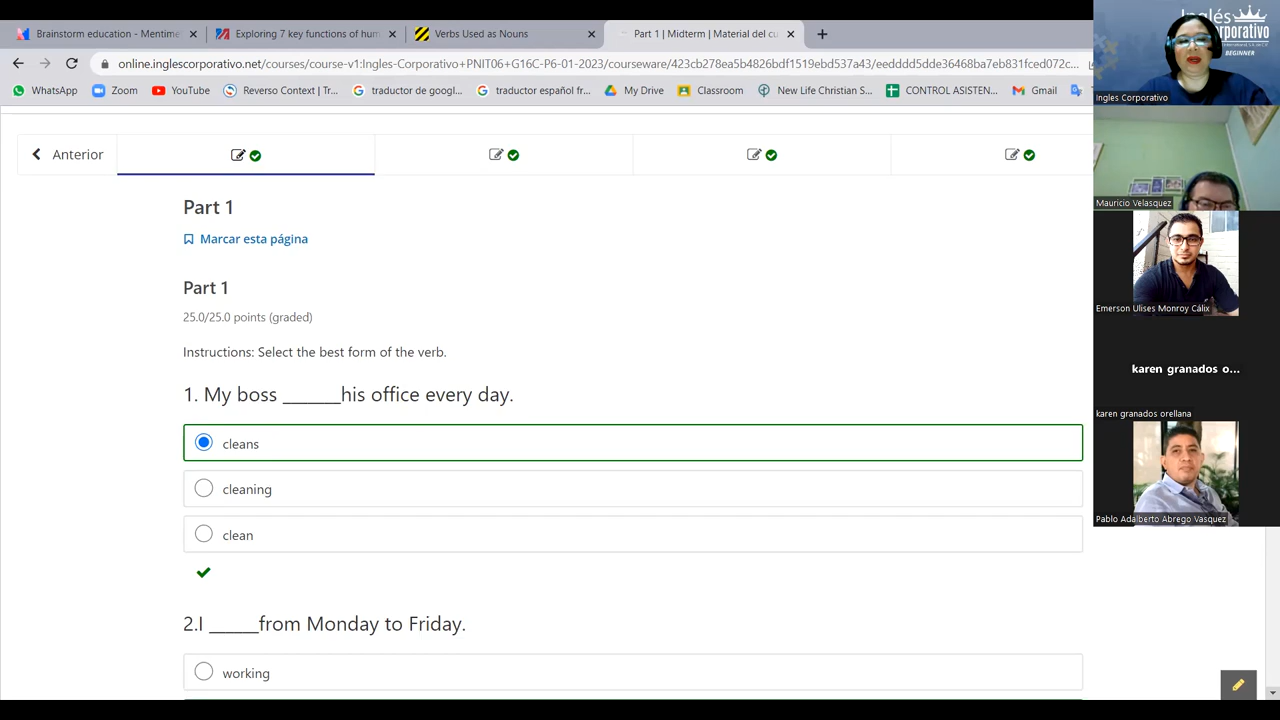 Brainstorm education - Mentime
Exploring 7 key functions of hum
Verbs Used as Nouns
Part 1 | Midterm | Material del cu
online.inglescorporativo.net/courses/course-v1:Ingles-Corporativo+PN1106+GT6C-16-01-2023/courseware/423cb278ea5b4826bdf1519ebd537a43/eedddd5dde36468ba7eb831fced072c...
WhatsApp
Zoom
YouTube
Reverso Context | Tr...
traductor de googl...
traductor español fr...
My Drive
Classroom
New Life Christian S...
CONTROL ASISTEN...
Gmail
Anterior
Part 1
Marcar esta página
Part 1
25.0/25.0 points (graded)
Instructions: Select the best form of the verb.
1. My boss _______his office every day.
cleans
cleaning
clean
2.I ______from Monday to Friday.
working
Inglés
BEGINNER
Ingles Corporativo
Mauricio Velasquez
Emerson Ulises Monroy Cálix
karen granados o...
karen granados orellana
Pablo Adalberto Abrego Vasquez